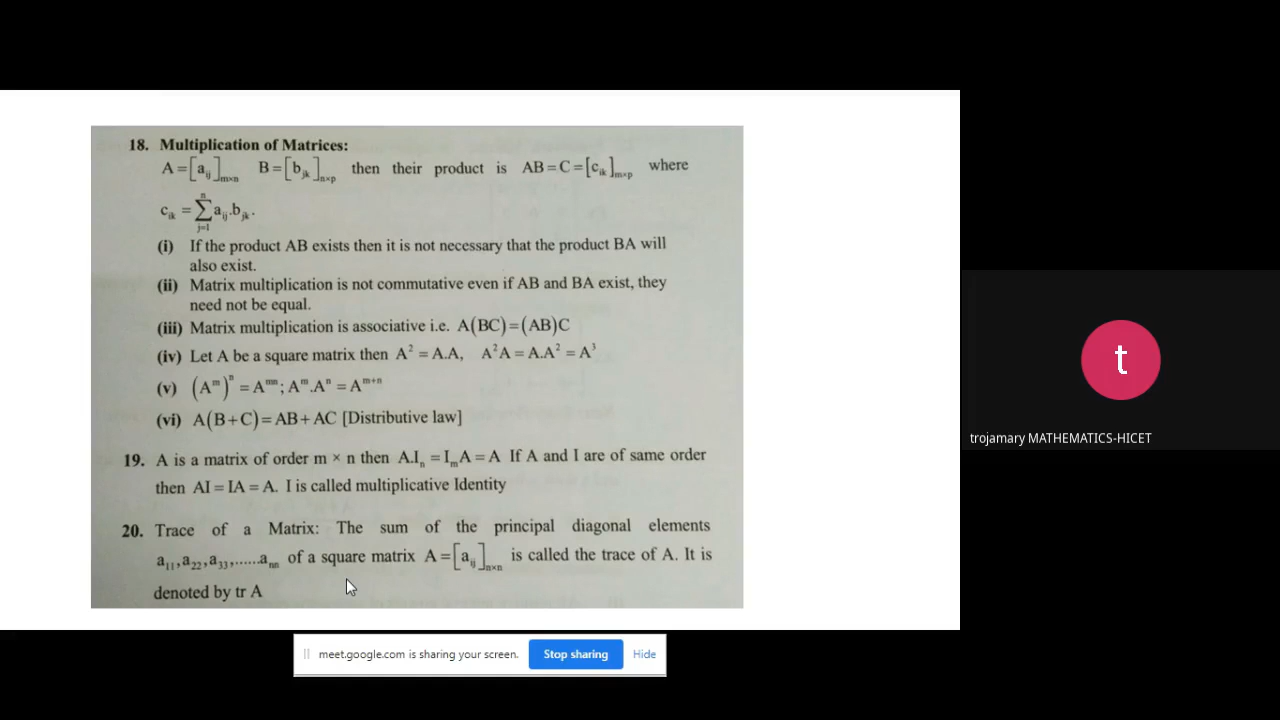 18. Multiplication of Matrices:
A=[aᵢⱼ]ₘₓₙ B=[bⱼₖ]ₙₓₚ then their product is AB=C=[cᵢₖ]ₘₓₚ where
cᵢₖ = ∑ⱼ₌₁ⁿ aᵢⱼ.bⱼₖ.
(i) If the product AB exists then it is not necessary that the product BA will
also exist.
(ii) Matrix multiplication is not commutative even if AB and BA exist, they
need not be equal.
(iii) Matrix multiplication is associative i.e. A(BC)=(AB)C
(iv) Let A be a square matrix then A² = A.A, A²A = A.A² = A³
(v) (Aᵐ)ⁿ = Aᵐⁿ; Aᵐ.Aⁿ = Aᵐ⁺ⁿ
(vi) A(B+C)=AB+AC [Distributive law]
19. A is a matrix of order m × n then A.Iₙ = IₘA = A If A and I are of same order
then AI = IA = A. I is called multiplicative Identity
20. Trace of a Matrix: The sum of the principal diagonal elements
a₁₁,a₂₂,a₃₃,......aₙₙ of a square matrix A=[aᵢⱼ]ₙₓₙ is called the trace of A. It is
denoted by tr A
t
trojamary MATHEMATICS-HICET
meet.google.com is sharing your screen.
Stop sharing
Hide